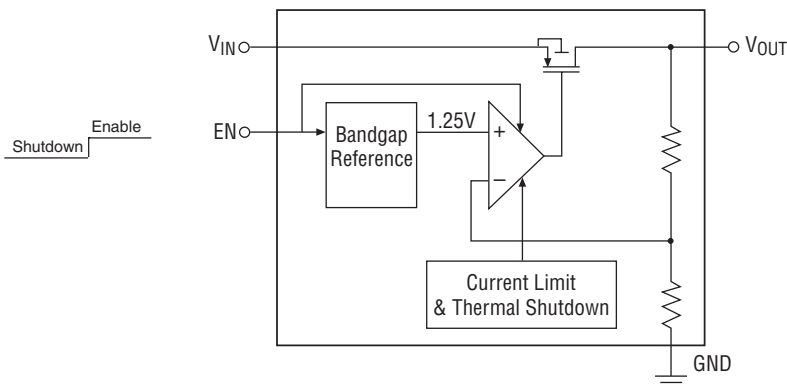 VIN
VOUT
Enable
Shutdown
EN
1.25V
Bandgap
Reference
+
−
Current Limit
& Thermal Shutdown
GND